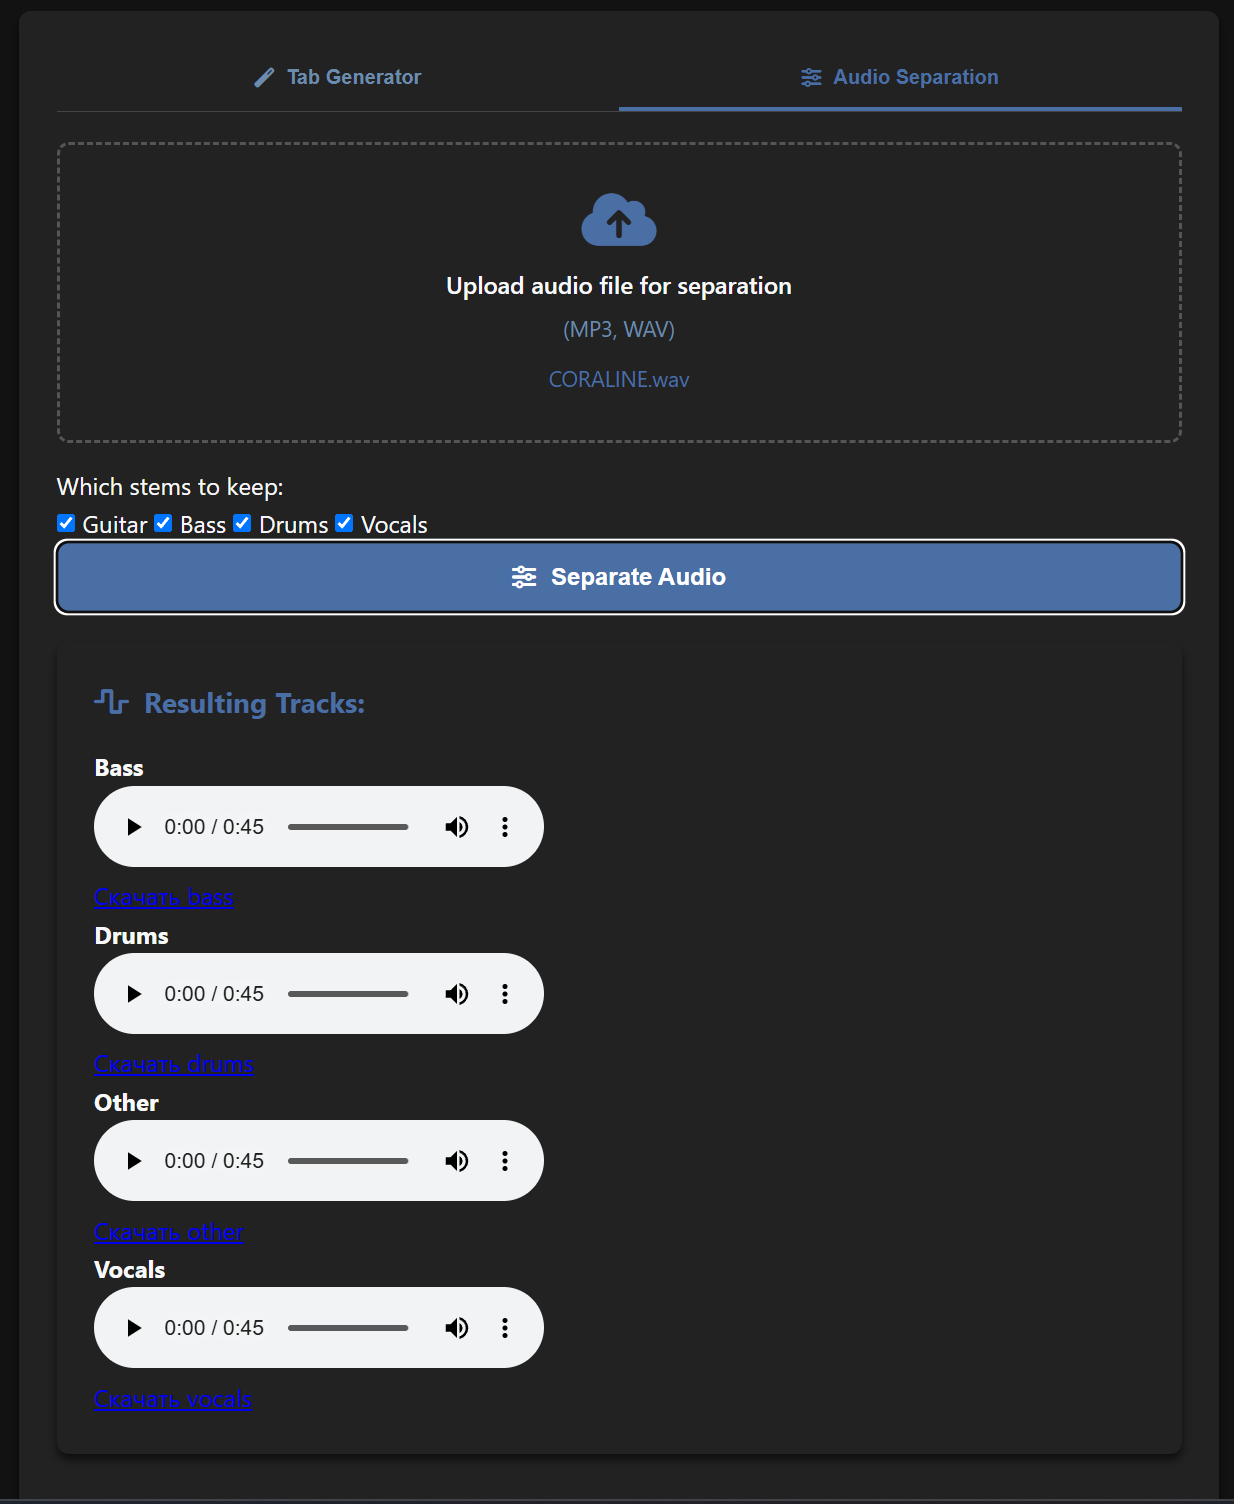 Tab Generator
Audio Separation
Upload audio file for separation
(MP3, WAV)
CORALINE.wav
Which stems to keep:
Guitar Bass Drums Vocals
Separate Audio
Resulting Tracks:
Bass
0:00 / 0:45
Скачать bass
Drums
0:00 / 0:45
Скачать drums
Other
0:00 / 0:45
Скачать other
Vocals
0:00 / 0:45
Скачать vocals